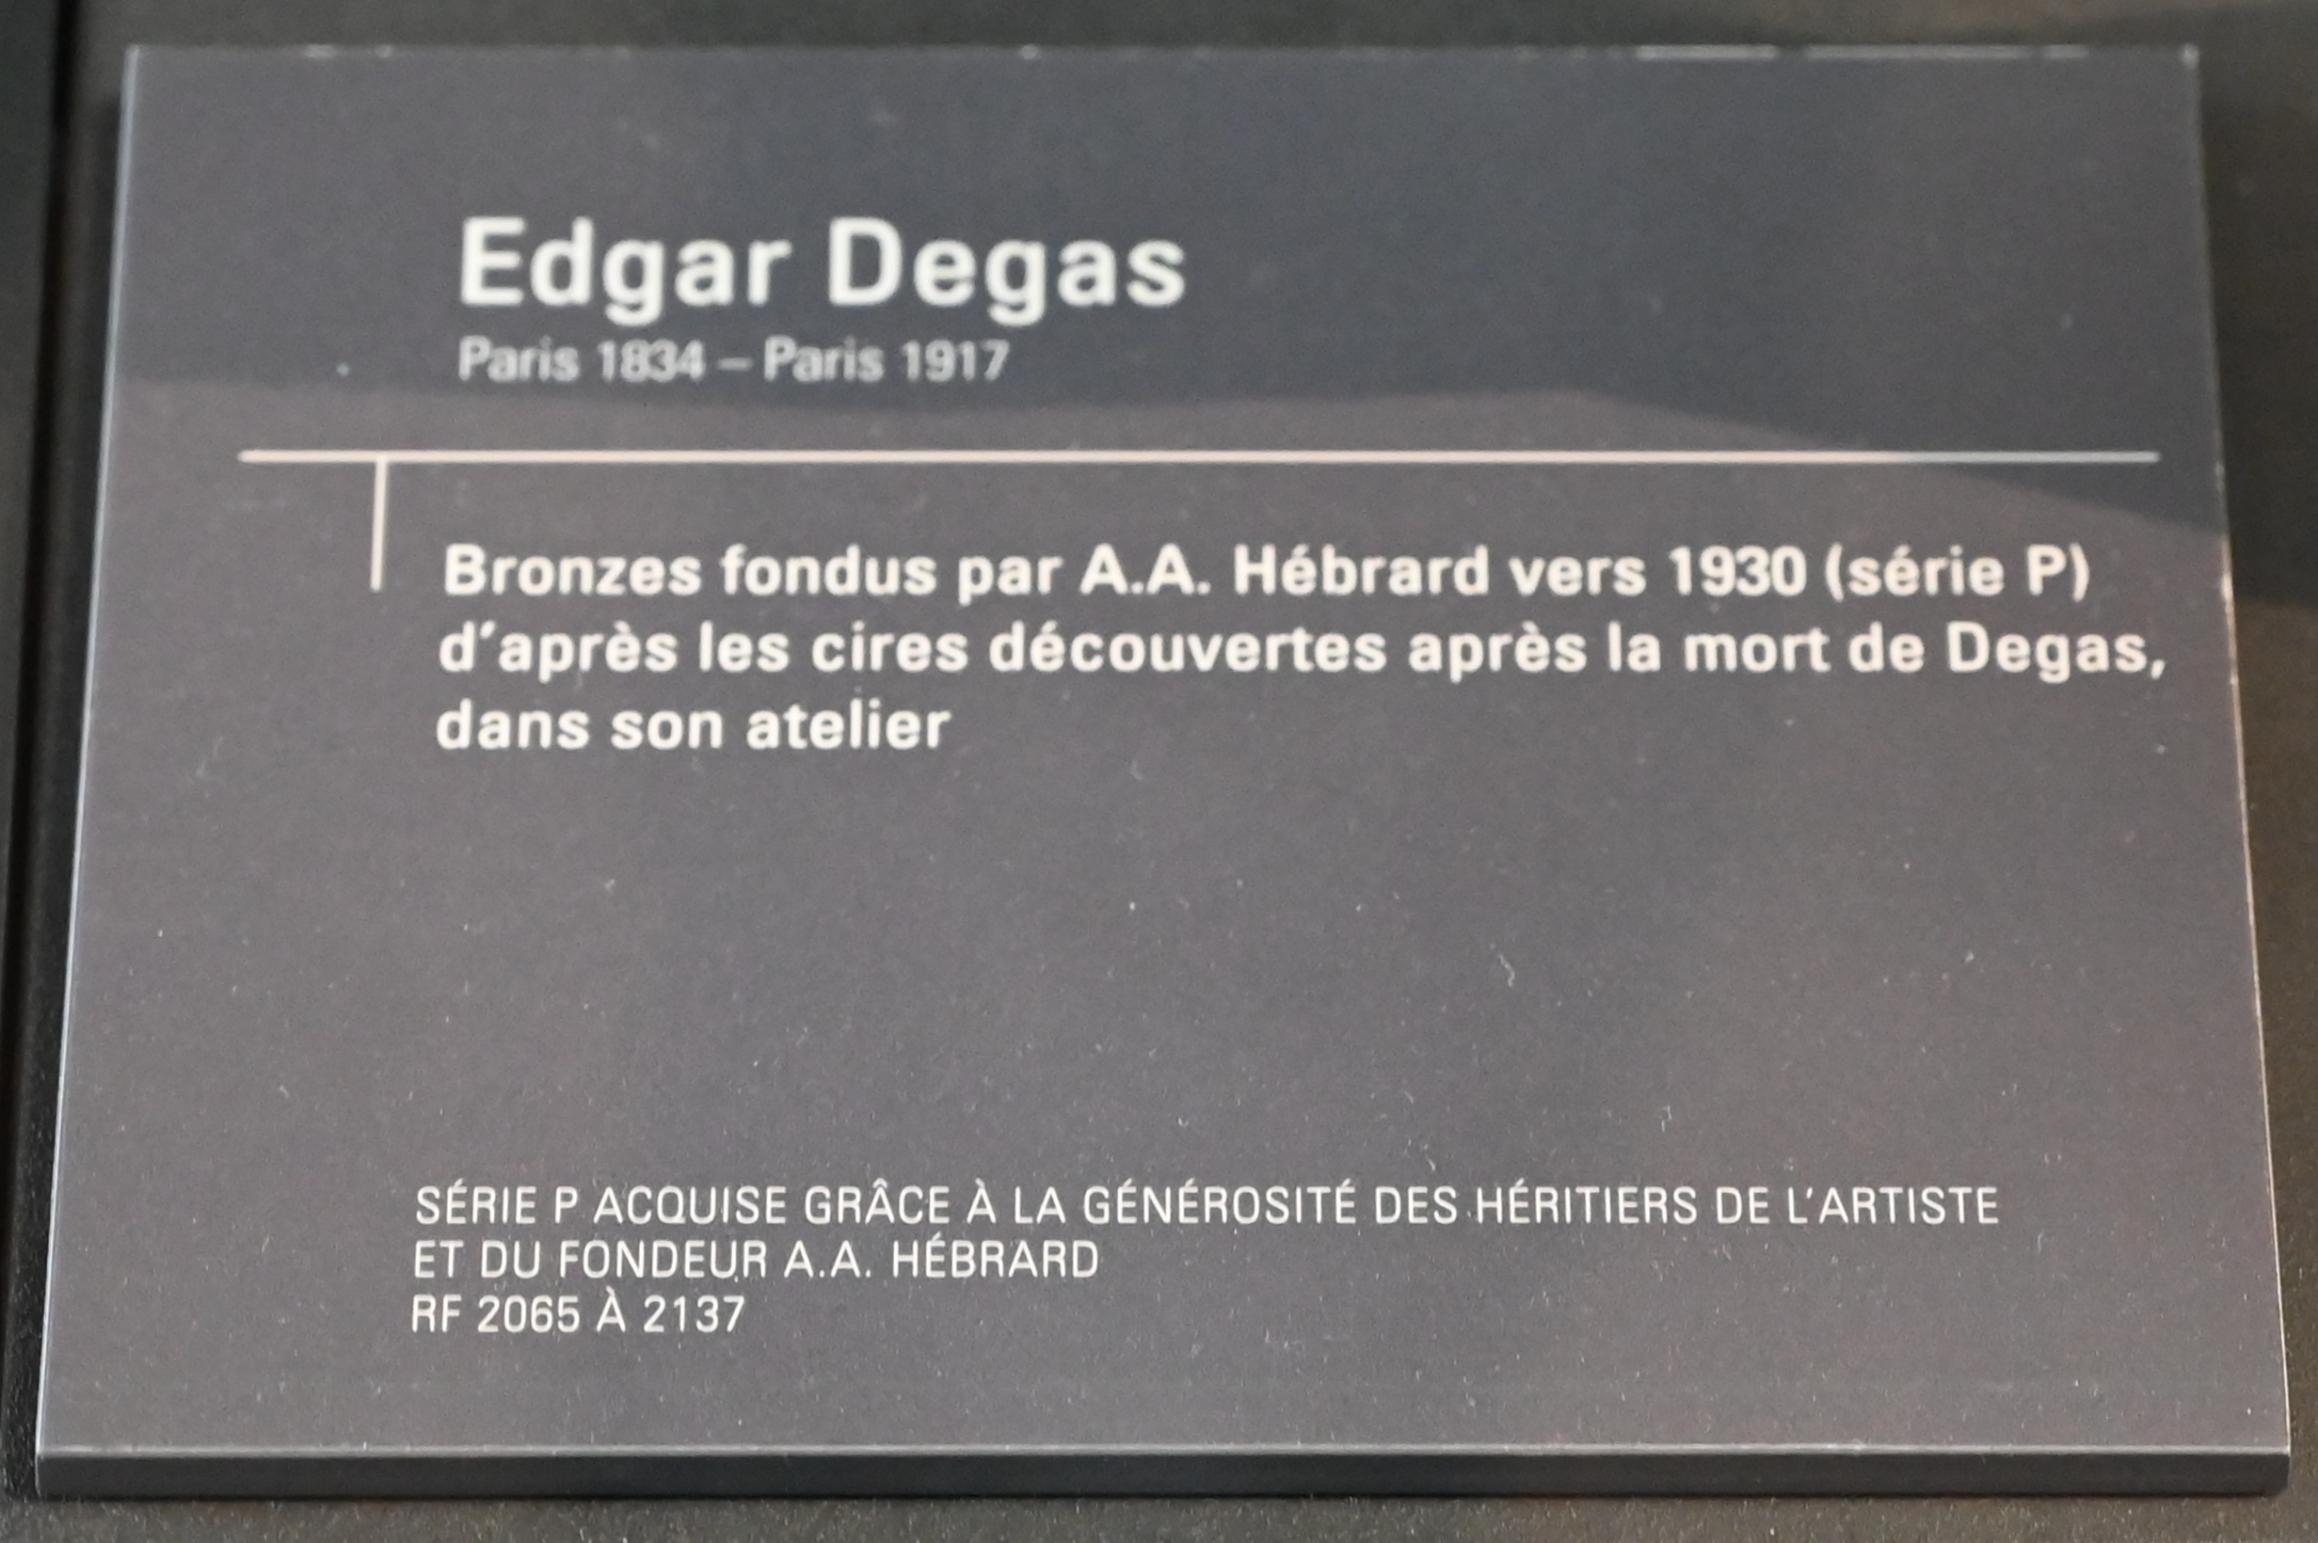 Edgar Degas
Paris 1834 – Paris 1917
Bronzes fondus par A.A. Hébrard vers 1930 (série P)
d'après les cires découvertes après la mort de Degas,
dans son atelier
SÉRIE P ACQUISE GRÂCE À LA GÉNÉROSITÉ DES HÉRITIERS DE L'ARTISTE
ET DU FONDEUR A.A. HÉBRARD
RF 2065 À 2137